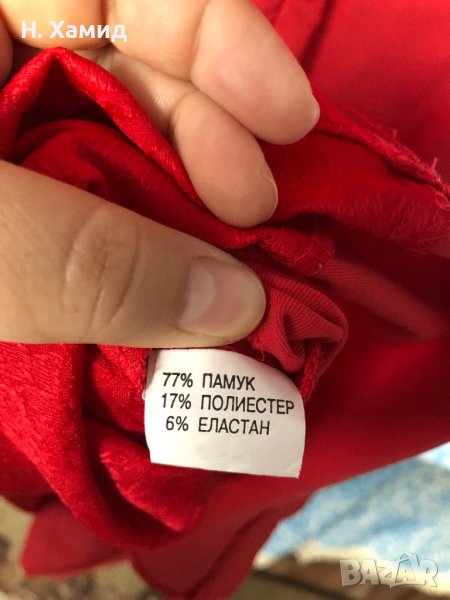 Н. Хамид
77% ПАМУК
17% ПОЛИЕСТЕР
6% ЕЛАСТАН
BAZAR